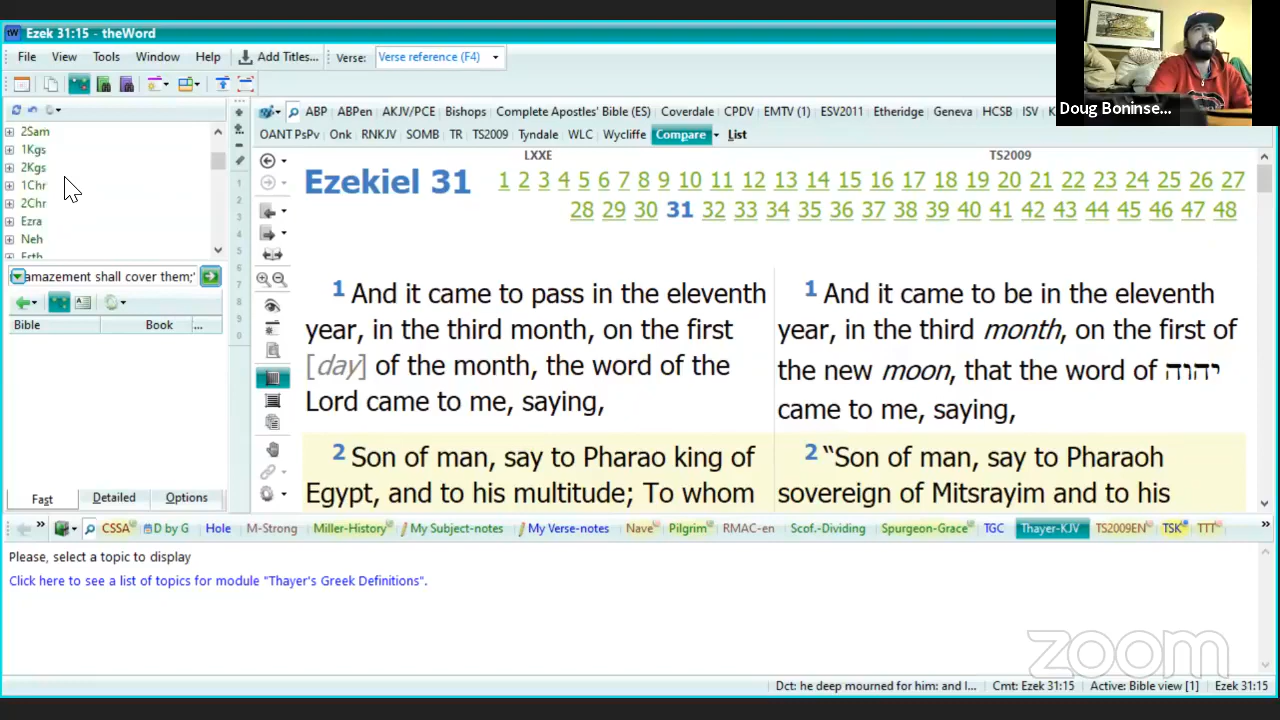 Ezek 31:15 - theWord
File View Tools Window Help Add Titles... Verse: Verse reference (F4)
2Sam
1Kgs
2Kgs
1Chr
2Chr
Ezra
Neh
Esth
amazement shall cover them;'
Bible Book ...
Fast Detailed Options
1
2
3
4
5
6
7
8
9
0
ABP ABPen AKJV/PCE Bishops Complete Apostles' Bible (ES) Coverdale CPDV EMTV (1) ESV2011 Etheridge Geneva HCSB ISV
OANT PsPv Onk RNKJV SOMB TR TS2009 Tyndale WLC Wycliffe Compare List
LXXE TS2009
Ezekiel 31 1 2 3 4 5 6 7 8 9 10 11 12 13 14 15 16 17 18 19 20 21 22 23 24 25 26 27
28 29 30 31 32 33 34 35 36 37 38 39 40 41 42 43 44 45 46 47 48
1 And it came to pass in the eleventh
year, in the third month, on the first
[day] of the month, the word of the
Lord came to me, saying,
2 Son of man, say to Pharao king of
Egypt, and to his multitude; To whom
1 And it came to be in the eleventh
year, in the third month, on the first of
the new moon, that the word of יהוה
came to me, saying,
2 “Son of man, say to Pharaoh
sovereign of Mitsrayim and to his
CSSA D by G Hole M-Strong Miller-History My Subject-notes My Verse-notes Nave Pilgrim RMAC-en Scof.-Dividing Spurgeon-Grace TGC Thayer-KJV TS2009EN TSK TTT
Please, select a topic to display
Click here to see a list of topics for module "Thayer's Greek Definitions".
Dct: he deep mourned for him: and I... Cmt: Ezek 31:15 Active: Bible view [1] Ezek 31:15
Doug Boninse...
zoom